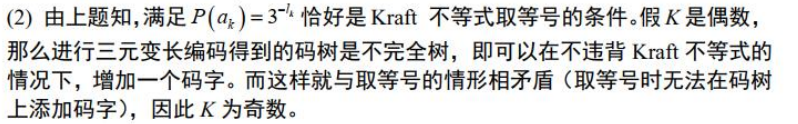 (2) 由上题知,满足 P(aₖ)=3^{-lₖ} 恰好是 Kraft 不等式取等号的条件。假 K 是偶数，
那么进行三元变长编码得到的码树是不完全树，即可以在不违背 Kraft 不等式的
情况下，增加一个码字。而这样就与取等号的情形相矛盾（取等号时无法在码树
上添加码字），因此 K 为奇数。